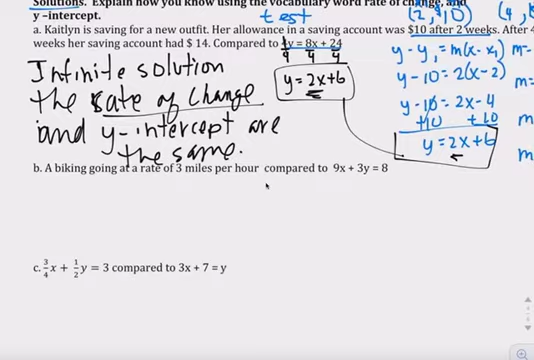 Solutions. Explain how you know using the vocabulary word rate of change, and
y –intercept.
test
(2, 10) (4,
a. Kaitlyn is saving for a new outfit. Her allowance in a saving account was $10 after 2 weeks. After 4
weeks her saving account had $ 14. Compared to 4y = 8x + 24
4 4 4
y = 2x+6
Infinite solution
the rate of change
and y-intercept are
the same.
y - y₁ = m(x - x₁) m=
y - 10 = 2(x - 2)
m=
y - 10 = 2x - 4
+10 +10
m
y = 2x+6
m
b. A biking going at a rate of 3 miles per hour compared to 9x + 3y = 8
c. 3/4 x + 1/2 y = 3 compared to 3x + 7 = y